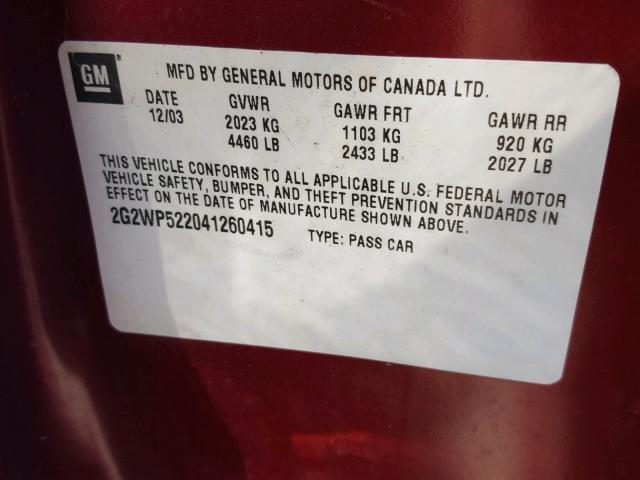 GM
MFD BY GENERAL MOTORS OF CANADA LTD.
DATE GVWR GAWR FRT GAWR RR
12/03 2023 KG 1103 KG 920 KG
4460 LB 2433 LB 2027 LB
THIS VEHICLE CONFORMS TO ALL APPLICABLE U.S. FEDERAL MOTOR
VEHICLE SAFETY, BUMPER, AND THEFT PREVENTION STANDARDS IN
EFFECT ON THE DATE OF MANUFACTURE SHOWN ABOVE.
2G2WP522041260415 TYPE: PASS CAR